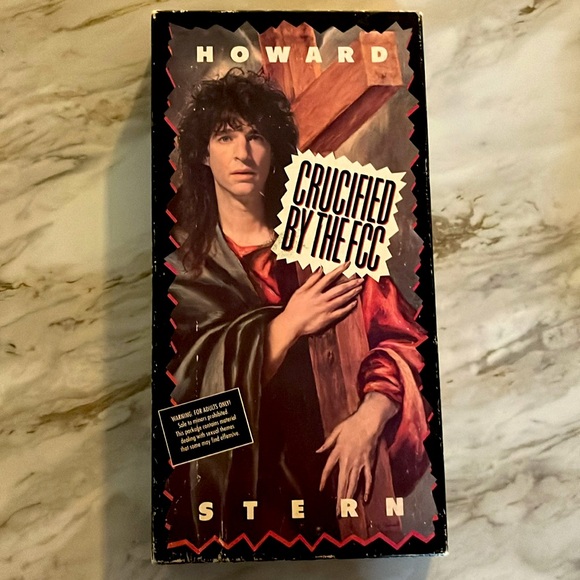 HOWARD
CRUCIFIED
BY THE FCC
WARNING: FOR ADULTS ONLY!
Sale to minors prohibited
This package contains material
dealing with sexual themes
that some may find offensive.
STERN